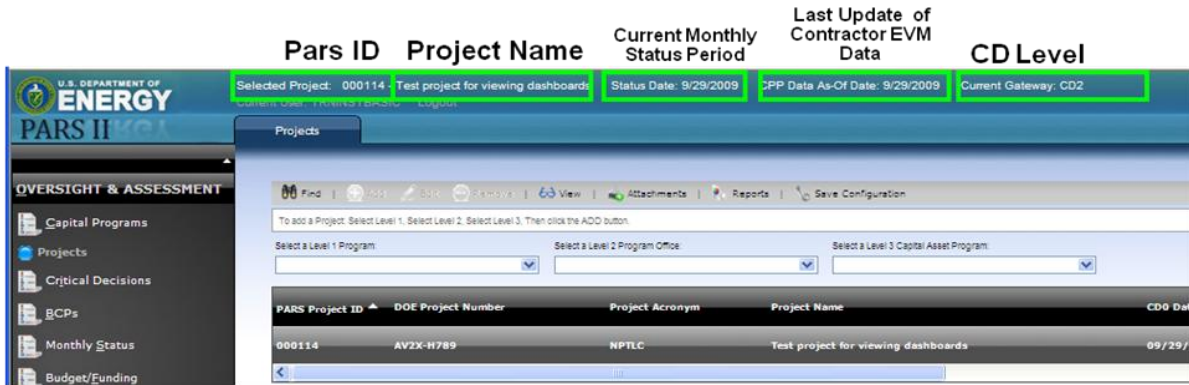 Pars ID Project Name Current Monthly Status Period Last Update of Contractor EVM Data CD Level
U.S. DEPARTMENT OF
ENERGY
Selected Project: 000114 - Test project for viewing dashboards Status Date: 9/29/2009 CPP Data As-Of Date: 9/29/2009 Current Gateway: CD2
Current User: TRNINSTBASIC Logout
PARS II
Projects
OVERSIGHT & ASSESSMENT
Find | Add Edit Remove | View | Attachments | Reports | Save Configuration
Capital Programs
To add a Project: Select Level 1, Select Level 2, Select Level 3, Then click the ADD button.
Projects
Select a Level 1 Program: Select a Level 2 Program Office: Select a Level 3 Capital Asset Program:
Critical Decisions
BCPs
PARS Project ID DOE Project Number Project Acronym Project Name CD0 Dat
Monthly Status
000114 AV2X-H789 NPTLC Test project for viewing dashboards 09/29/
Budget/Funding